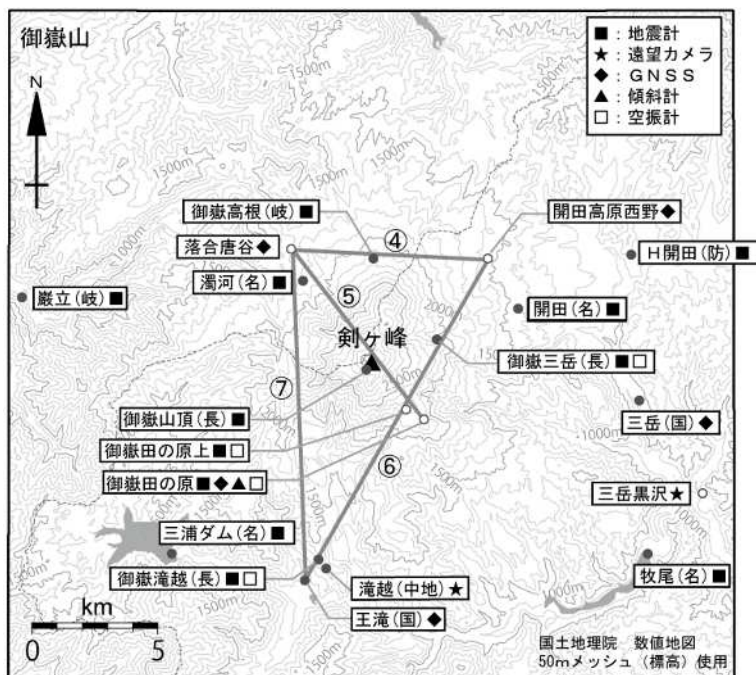 御嶽山
■：地震計
★：遠望カメラ
◆：ＧＮＳＳ
▲：傾斜計
□：空振計
N
1500m
1500m
1500m
1000m
御嶽高根(岐)■
④
開田高原西野◆
落合唐谷◆
Ｈ開田(防)■
濁河(名)■
⑤
巌立(岐)■
2000m
開田(名)■
剣ヶ峰
御嶽三岳(長)■□
⑦
御嶽山頂(長)■
三岳(国)◆
御嶽田の原上■□
1000m
御嶽田の原■◆▲□
⑥
三岳黒沢★
1000m
三浦ダム(名)■
御嶽滝越(長)■□
滝越(中地)★
牧尾(名)■
1500m
1000m
王滝(国)◆
km
0 5
国土地理院 数値地図
50mメッシュ（標高）使用